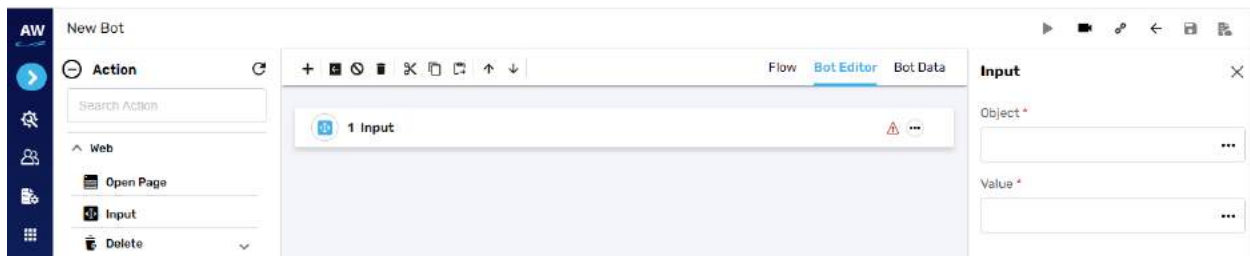 AW New Bot
Action
Flow Bot Editor Bot Data
Input
Search Action
Object *
1 Input
Web
Open Page
Value *
Input
Delete